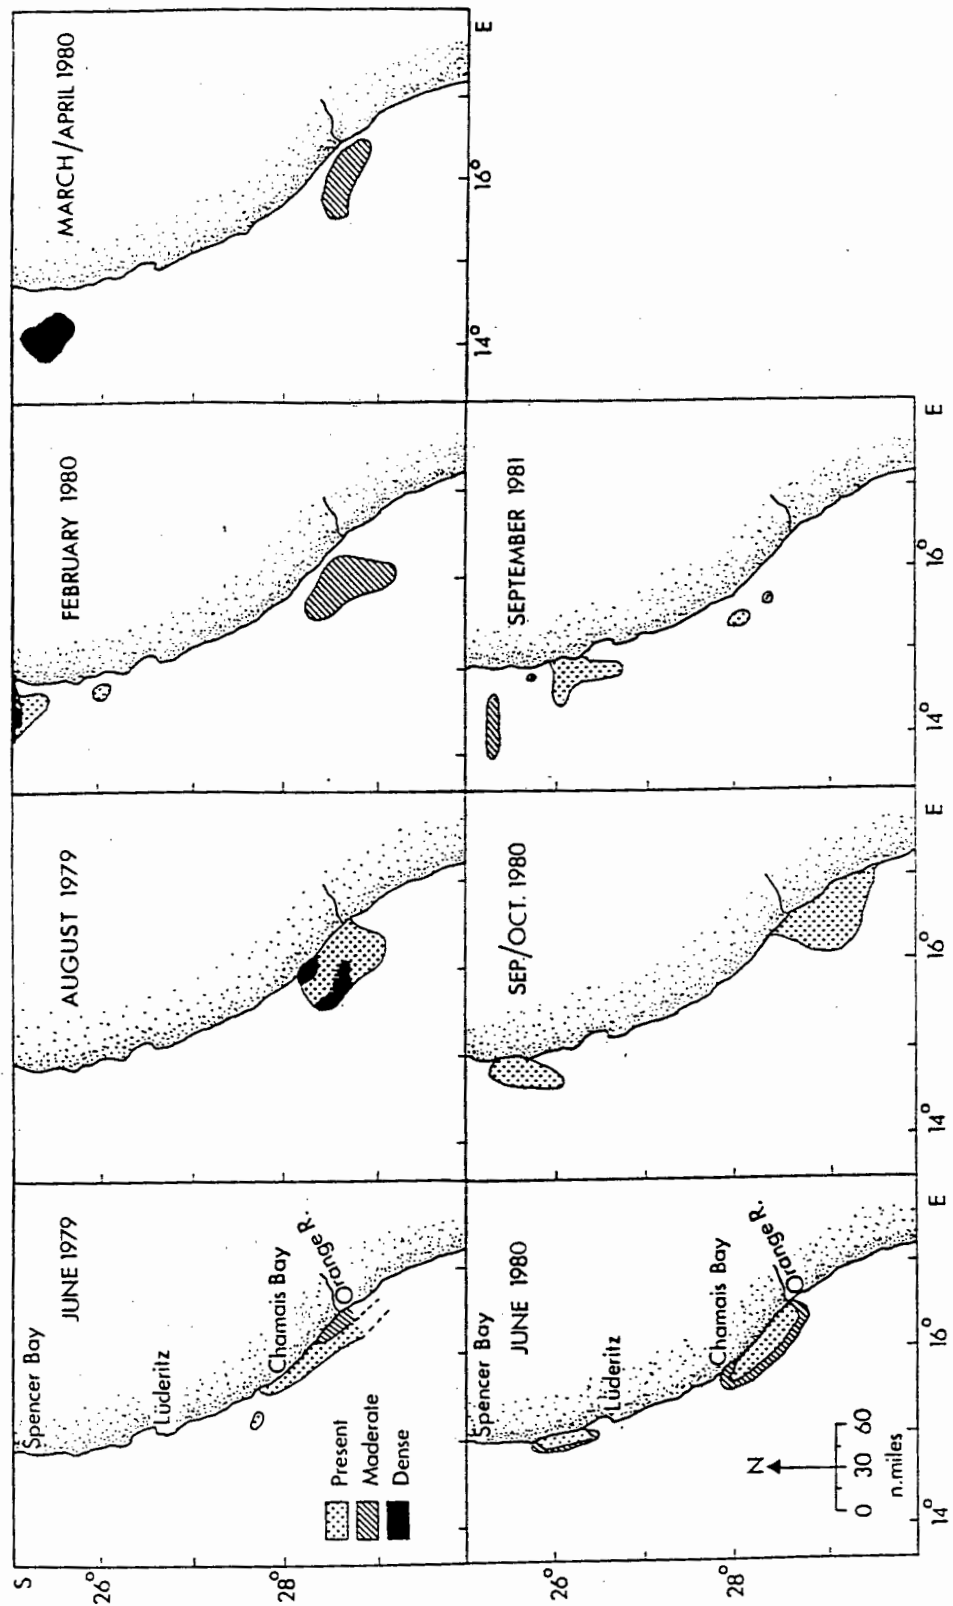 JUNE 1979
Spencer Bay
Lüderitz
Chamais Bay
Orange R.
Present
Moderate
Dense
S
26°
28°
AUGUST 1979
FEBRUARY 1980
MARCH/APRIL 1980
14°
16°
E
JUNE 1980
Spencer Bay
Lüderitz
Chamais Bay
Orange R.
N
0 30 60
n.miles
26°
28°
14°
16°
E
SEP/OCT. 1980
14°
16°
E
SEPTEMBER 1981
14°
16°
E